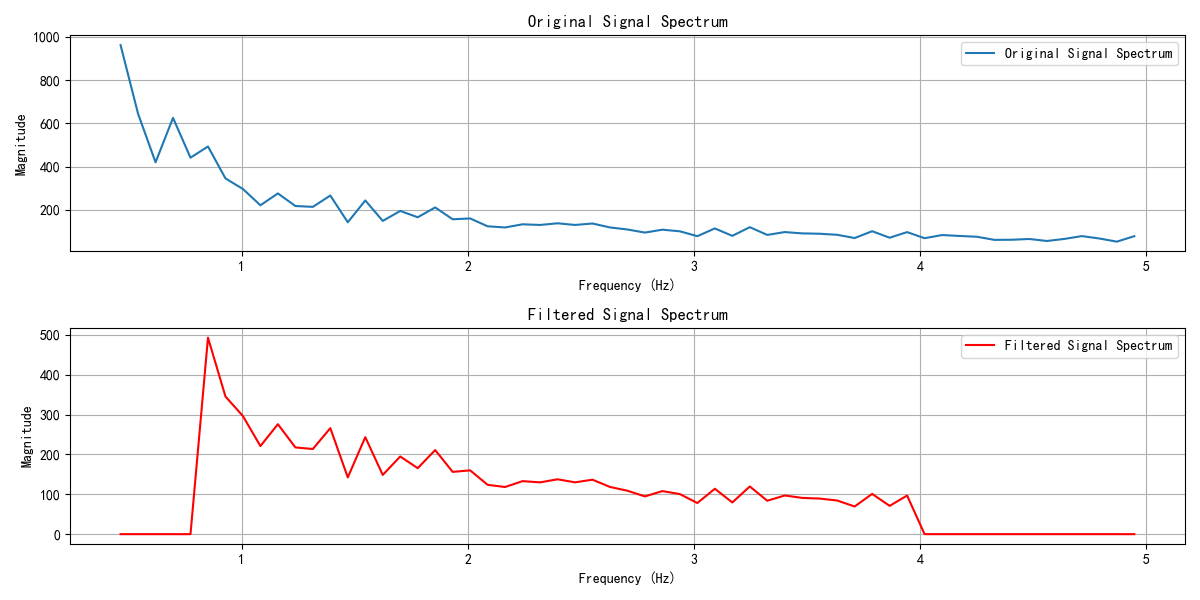 Original Signal Spectrum
1000
800
600
400
200
Magnitude
Original Signal Spectrum
1 2 3 4 5
Frequency (Hz)
Filtered Signal Spectrum
500
400
300
200
100
0
Magnitude
Filtered Signal Spectrum
1 2 3 4 5
Frequency (Hz)